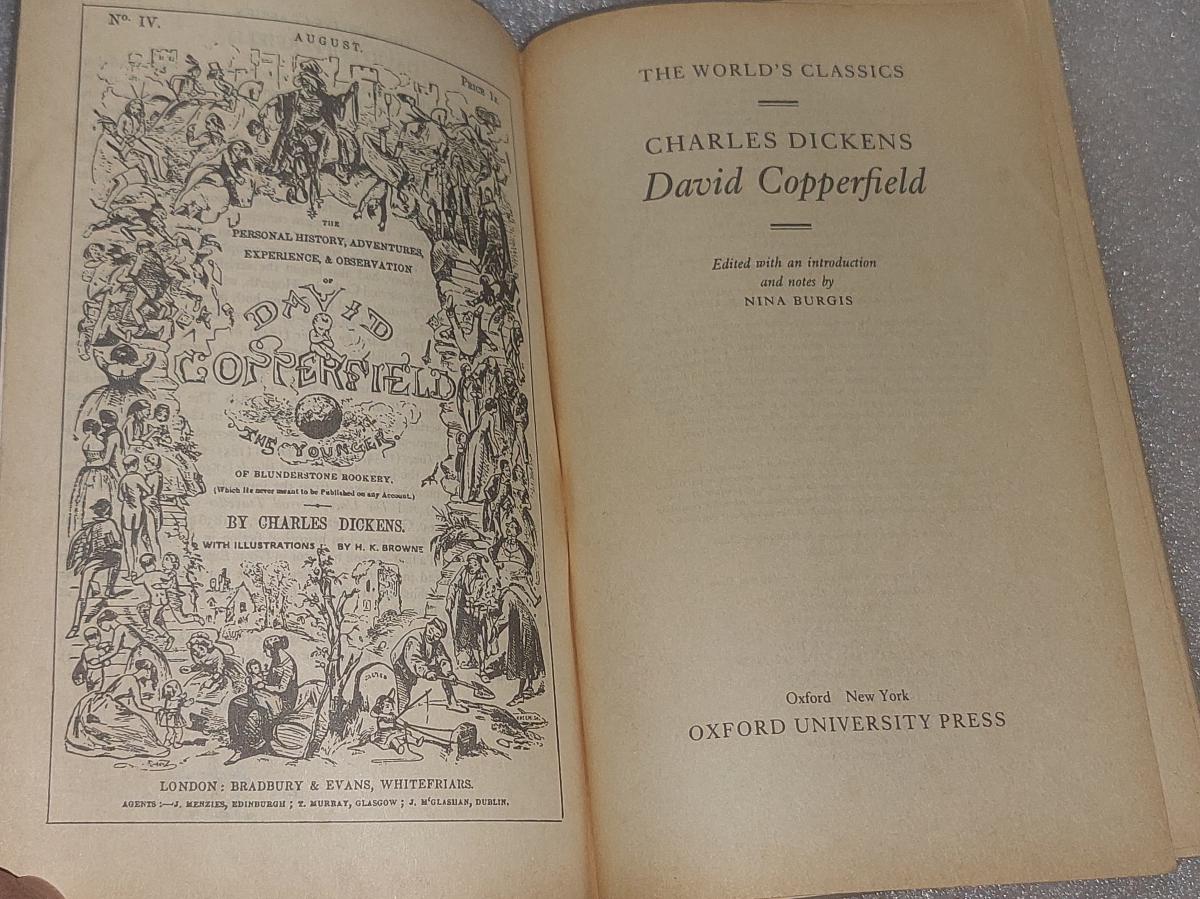 No. IV.
AUGUST.
PRICE 1s.
THE
PERSONAL HISTORY, ADVENTURES,
EXPERIENCE, & OBSERVATION
OF
DAVID
COPPERFIELD
THE YOUNGER
OF BLUNDERSTONE ROOKERY.
(Which He never meant to be Published on any Account.)
BY CHARLES DICKENS.
WITH ILLUSTRATIONS BY H. K. BROWNE
LONDON: BRADBURY & EVANS, WHITEFRIARS.
AGENTS:—J. MENZIES, EDINBURGH; T. MURRAY, GLASGOW; J. M'GLASHAN, DUBLIN.
THE WORLD'S CLASSICS
CHARLES DICKENS
David Copperfield
Edited with an introduction
and notes by
NINA BURGIS
Oxford New York
OXFORD UNIVERSITY PRESS